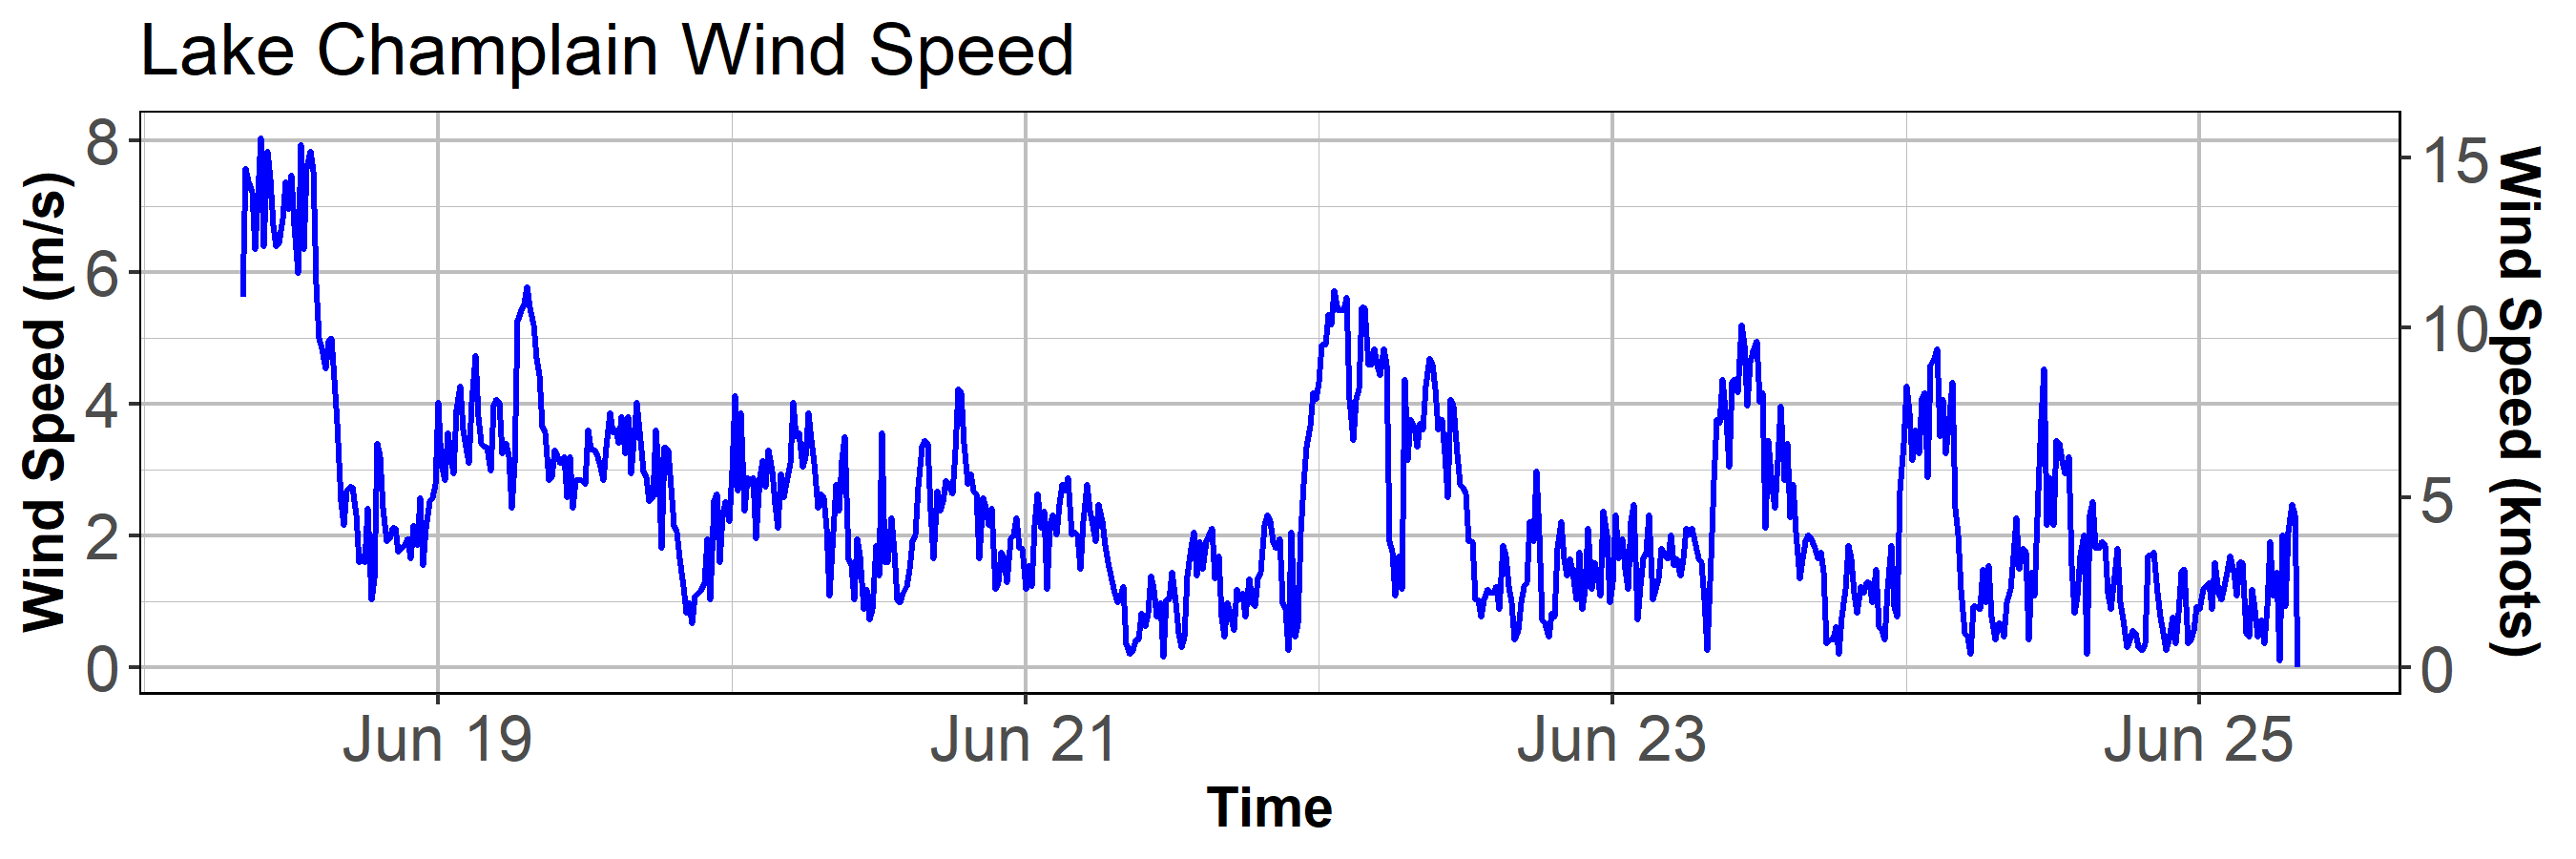 Lake Champlain Wind Speed
Wind Speed (m/s)
8
6
4
2
0
15
10
5
0
Wind Speed (knots)
Jun 19 Jun 21 Jun 23 Jun 25
Time